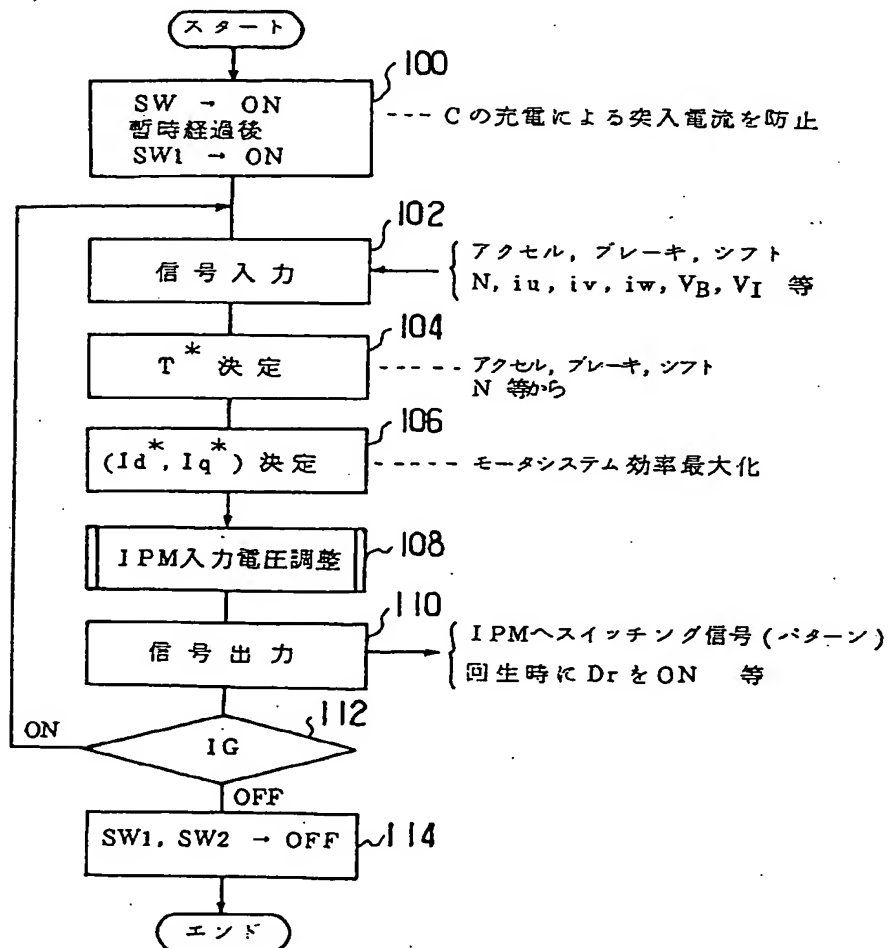 スタート
100
SW → ON
暫時経過後
SW1 → ON
--- Cの充電による突入電流を防止
102
信号入力
アクセル, ブレーキ, シフト
N, iu, iv, iw, VB, VI 等
104
T* 決定
アクセル, ブレーキ, シフト
N 等から
106
(Id*, Iq*) 決定
モータシステム効率最大化
IPM入力電圧調整
108
110
信号出力
IPMへスイッチング信号(パターン)
回生時にDrをON 等
112
ON
IG
OFF
SW1, SW2 → OFF
114
エンド